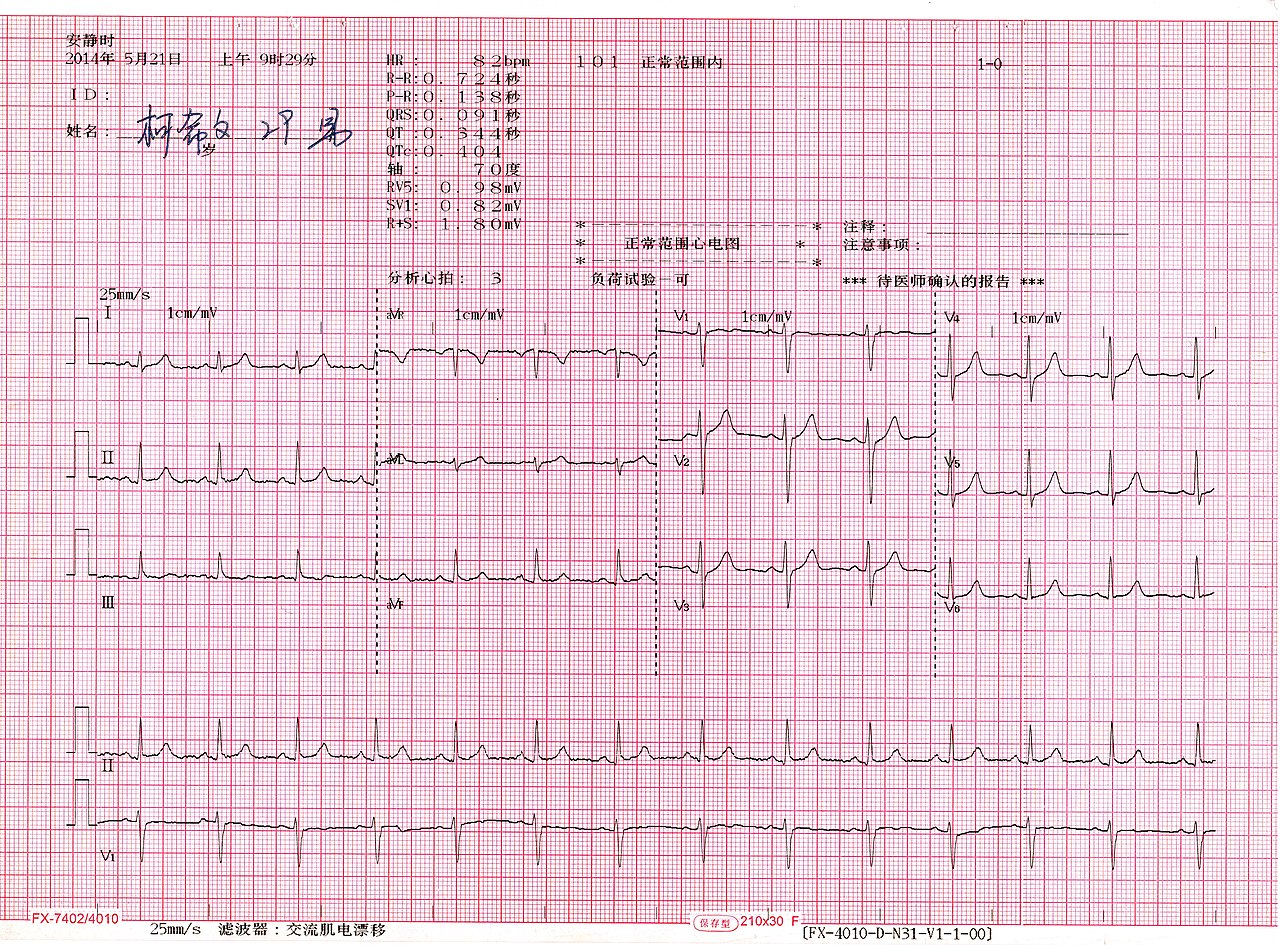 安静时
2014年 5月21日 上午 9时29分
ID:
姓名: 柯常文 29 男
岁
HR : 82bpm
R-R:0. 724秒
P-R:0. 138秒
QRS:0. 091秒
QT :0. 344秒
QTc:0. 404
轴 : 70度
RV5: 0. 98mV
SV1: 0. 82mV
R+S: 1. 80mV
分析心拍: 3
101 正常范围内
1-0
*－－－－－－－－－－－*
* 正常范围心电图 *
*－－－－－－－－－－－*
负荷试验－可
注释:
注意事项:
*** 待医师确认的报告 ***
25mm/s
I 1cm/mV
aVR 1cm/mV
V1 1cm/mV
V4 1cm/mV
II
aVL
V2
V5
III
aVF
V3
V6
II
V1
FX-7402/4010
25mm/s 滤波器:交流肌电漂移
保存型 210x30 F
[FX-4010-D-N31-V1-1-00]